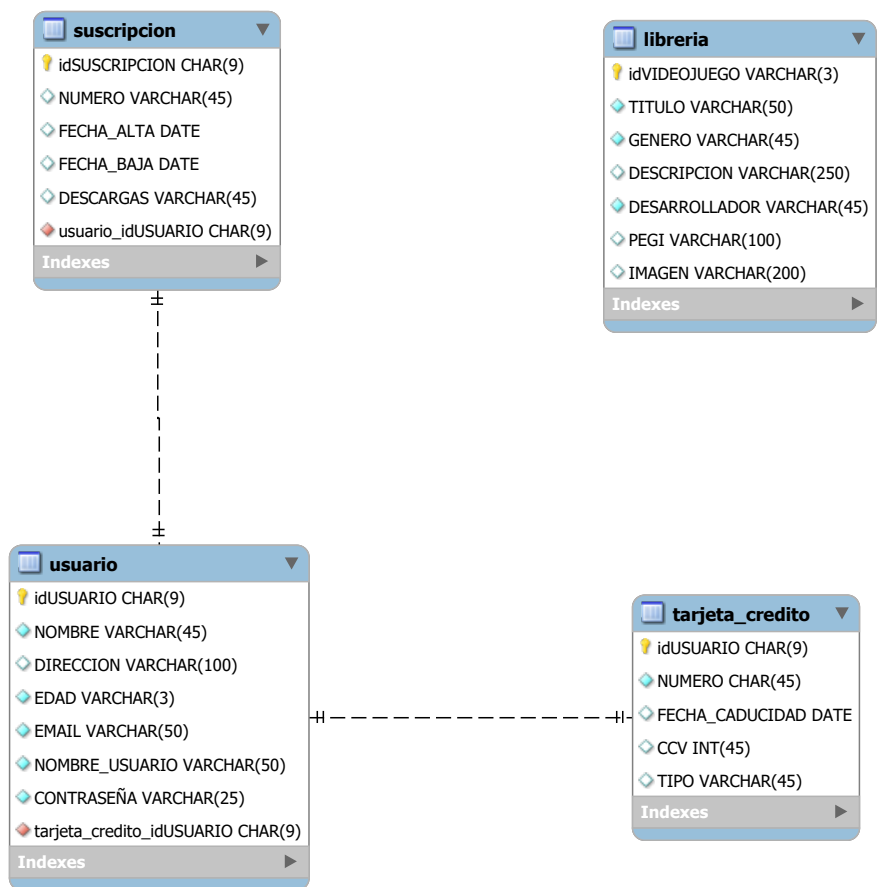 suscripcion
idSUSCRIPCION CHAR(9)
NUMERO VARCHAR(45)
FECHA_ALTA DATE
FECHA_BAJA DATE
DESCARGAS VARCHAR(45)
usuario_idUSUARIO CHAR(9)
Indexes
libreria
idVIDEOJUEGO VARCHAR(3)
TITULO VARCHAR(50)
GENERO VARCHAR(45)
DESCRIPCION VARCHAR(250)
DESARROLLADOR VARCHAR(45)
PEGI VARCHAR(100)
IMAGEN VARCHAR(200)
Indexes
usuario
idUSUARIO CHAR(9)
NOMBRE VARCHAR(45)
DIRECCION VARCHAR(100)
EDAD VARCHAR(3)
EMAIL VARCHAR(50)
NOMBRE_USUARIO VARCHAR(50)
CONTRASEÑA VARCHAR(25)
tarjeta_credito_idUSUARIO CHAR(9)
Indexes
tarjeta_credito
idUSUARIO CHAR(9)
NUMERO CHAR(45)
FECHA_CADUCIDAD DATE
CCV INT(45)
TIPO VARCHAR(45)
Indexes